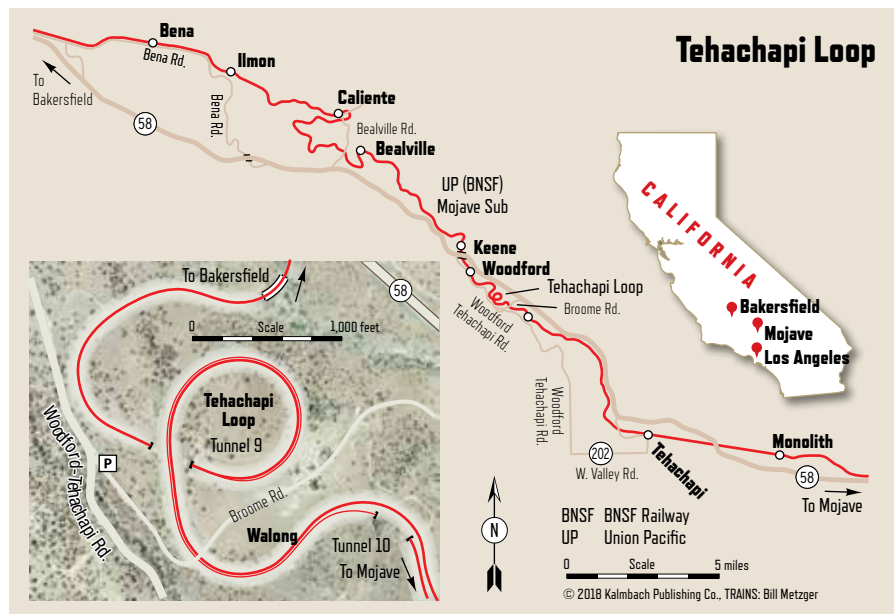 Tehachapi Loop
Bena
Bena Rd.
Ilmon
To
Bakersfield
58
Bena Rd.
Caliente
Bealville Rd.
Bealville
UP (BNSF)
Mojave Sub
Keene
Woodford
Tehachapi Loop
Broome Rd.
Woodford
Tehachapi Rd.
Woodford
Tehachapi Rd.
202
W. Valley Rd.
Tehachapi
Monolith
58
To Mojave
CALIFORNIA
Bakersfield
Mojave
Los Angeles
To Bakersfield
58
0 Scale 1,000 feet
Tehachapi
Loop
Tunnel 9
P
Woodford-Tehachapi Rd.
Broome Rd.
Walong
Tunnel 10
To Mojave
N
BNSF BNSF Railway
UP Union Pacific
0 Scale 5 miles
© 2018 Kalmbach Publishing Co., TRAINS: Bill Metzger